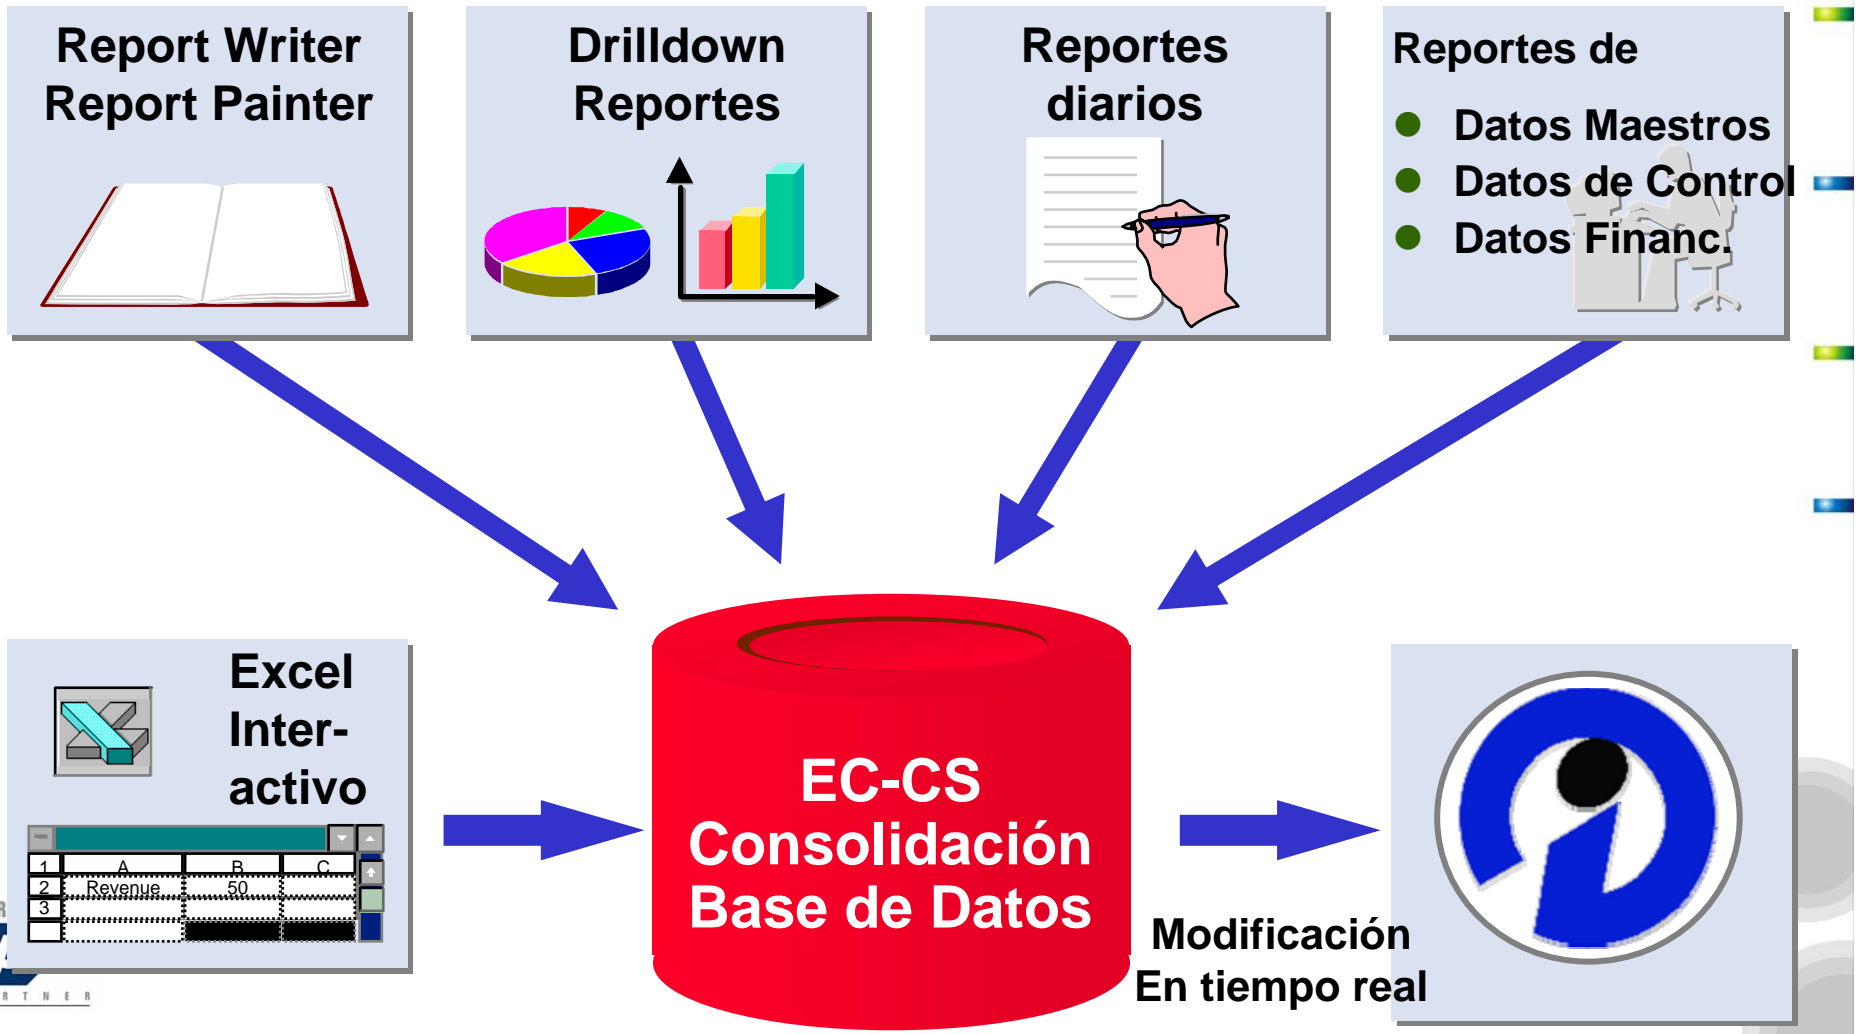 Report Writer
Report Painter
Drilldown
Reportes
Reportes
diarios
Reportes de
Datos Maestros
Datos de Control
Datos Financ.
Excel
Inter-
activo
1 A B C
2 Revenue 50
3
EC-CS
Consolidación
Base de Datos
Modificación
En tiempo real